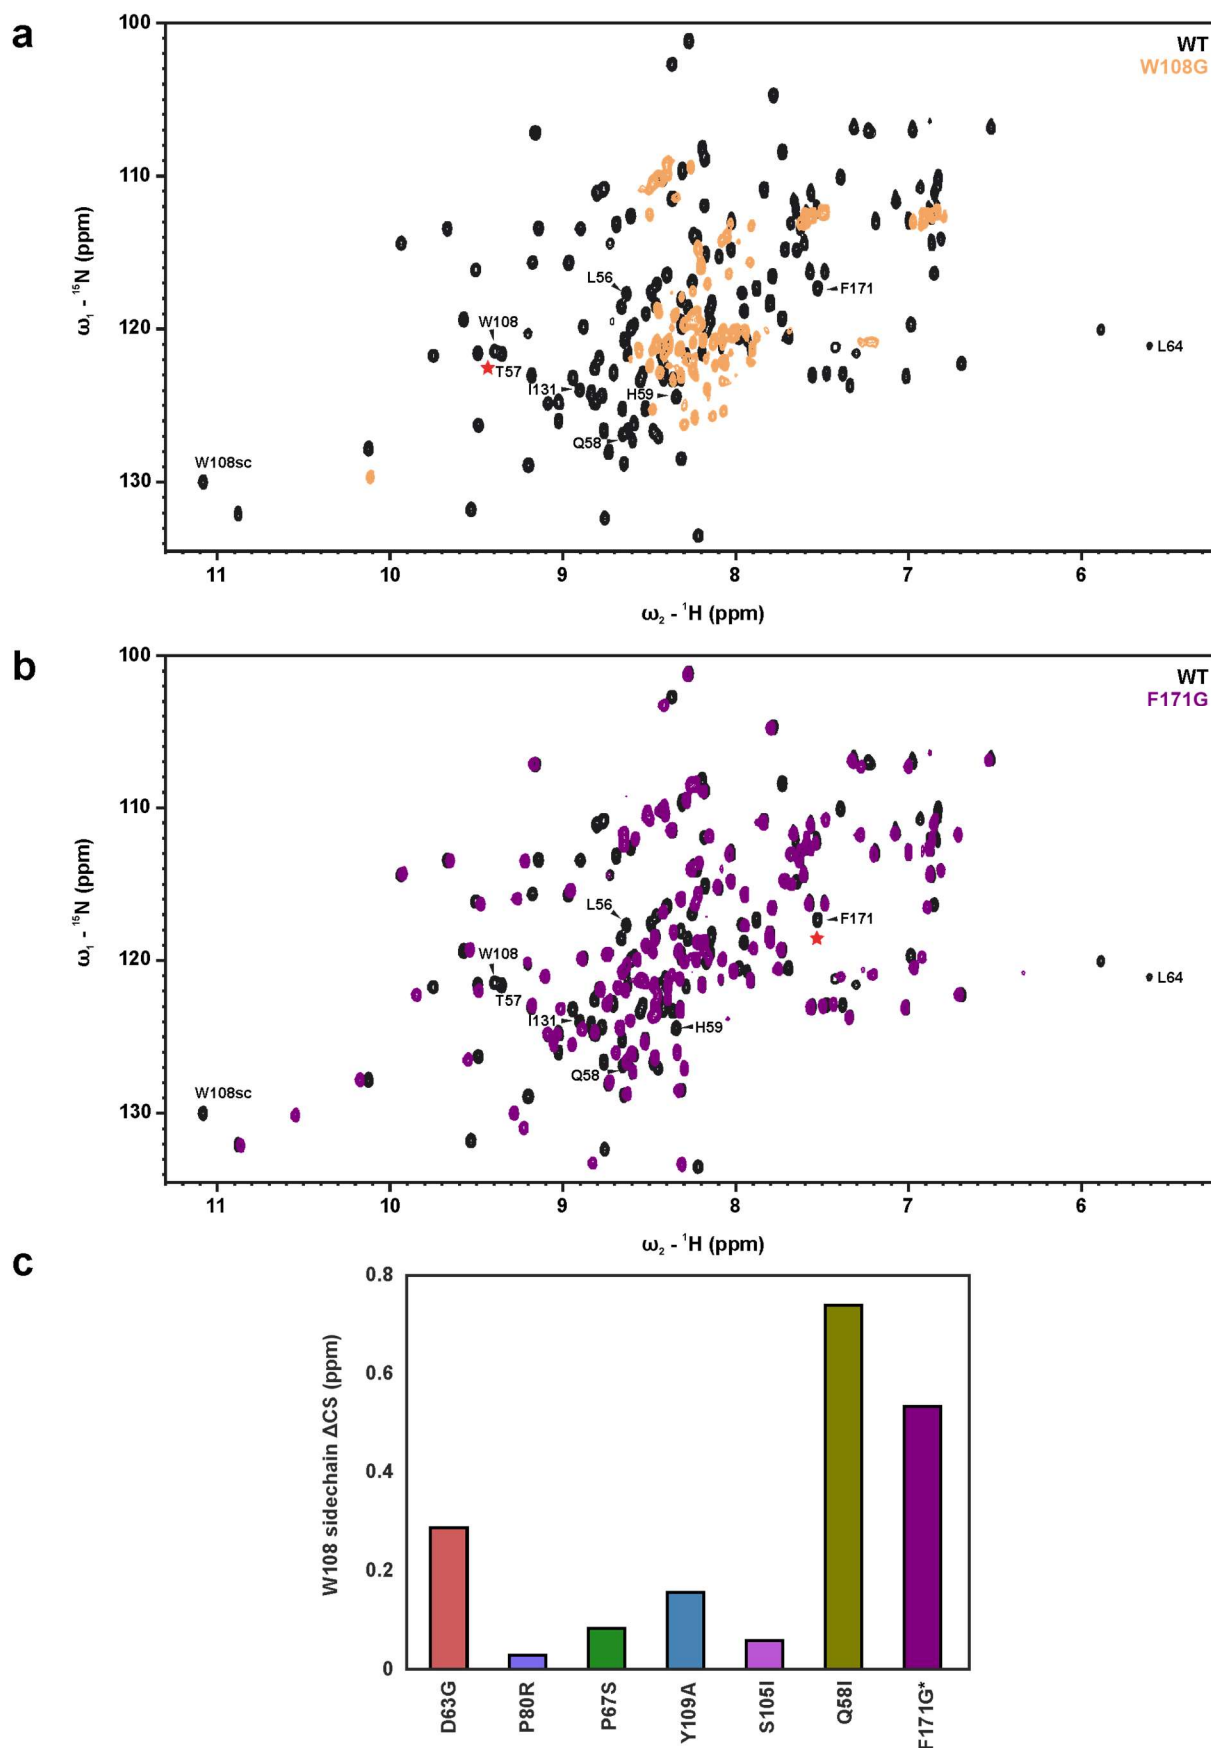 a
WT
W108G
100
110
120
130
ω₁ - ¹⁵N (ppm)
L56
F171
W108
T57
L64
I131
H59
Q58
W108sc
11
10
9
8
7
6
ω₂ - ¹H (ppm)
b
WT
F171G
100
110
120
130
ω₁ - ¹⁵N (ppm)
L56
F171
W108
T57
L64
I131
H59
Q58
W108sc
11
10
9
8
7
6
ω₂ - ¹H (ppm)
c
0.8
0.6
0.4
0.2
0
W108 sidechain ΔCS (ppm)
D63G
P80R
P67S
Y109A
S105I
Q58I
F171G*